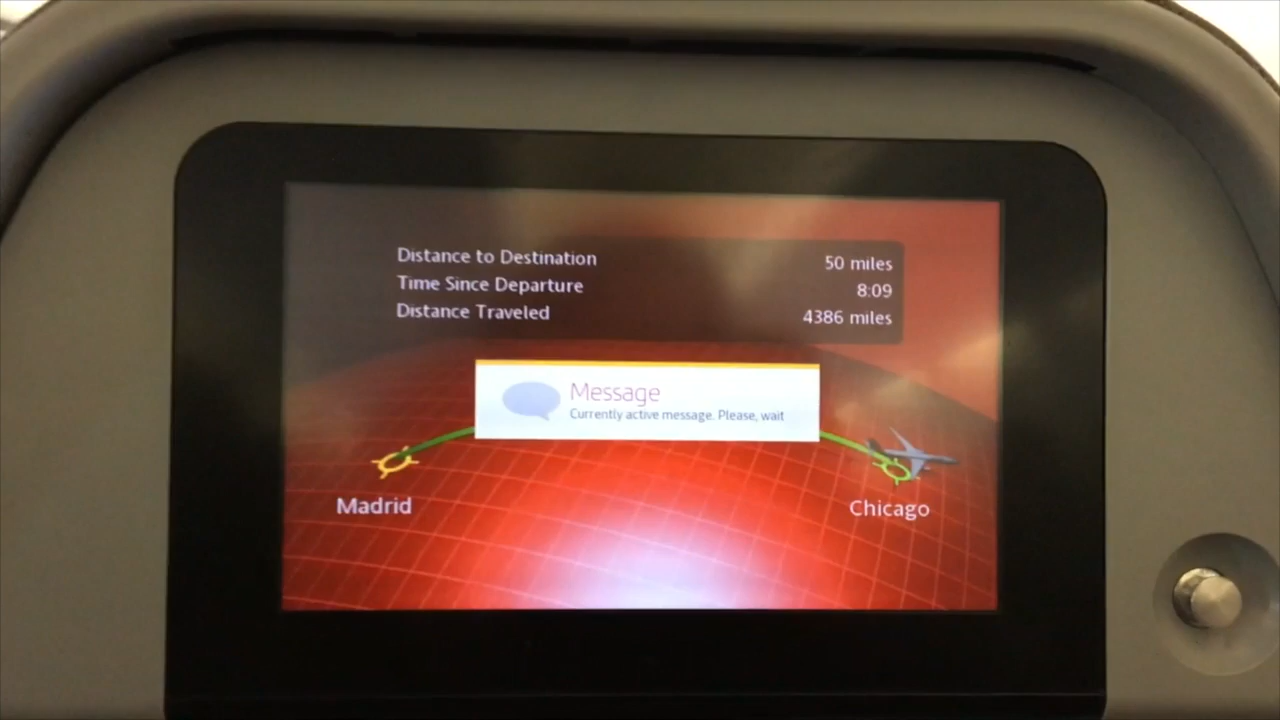 Distance to Destination 50 miles
Time Since Departure 8:09
Distance Traveled 4386 miles
Message
Currently active message. Please, wait
Madrid
Chicago